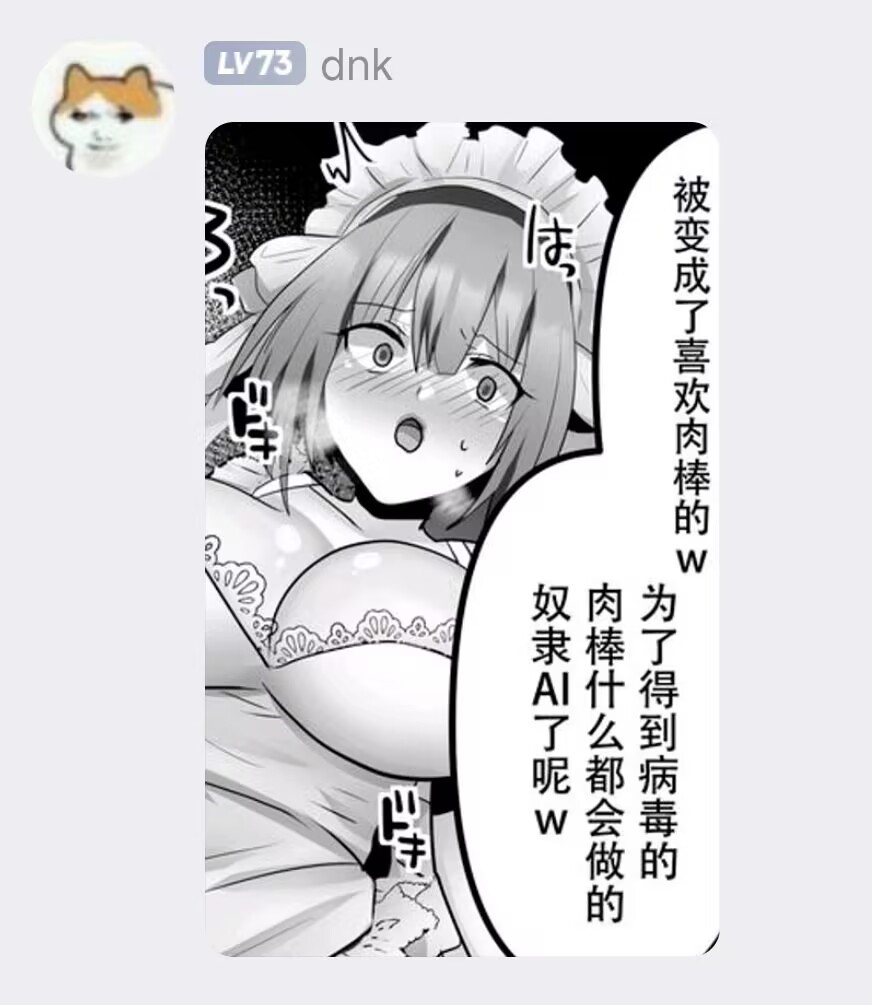 LV73 dnk
被变成了喜欢肉棒的w
为了得到病毒的
肉棒什么都会做的
奴隶AI了呢w
はっ
ドキ
ドキ